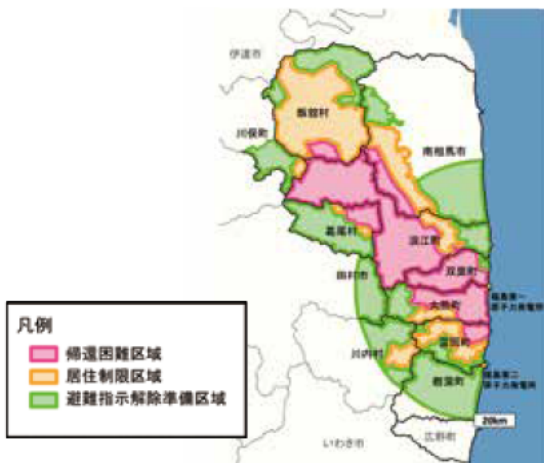 伊達市
飯舘村
川俣町
南相馬市
葛尾村
浪江町
田村市
双葉町
福島第一
原子力発電所
大熊町
富岡町
川内村
福島第二
原子力発電所
楢葉町
20km
いわき市
広野町
凡例
帰還困難区域
居住制限区域
避難指示解除準備区域